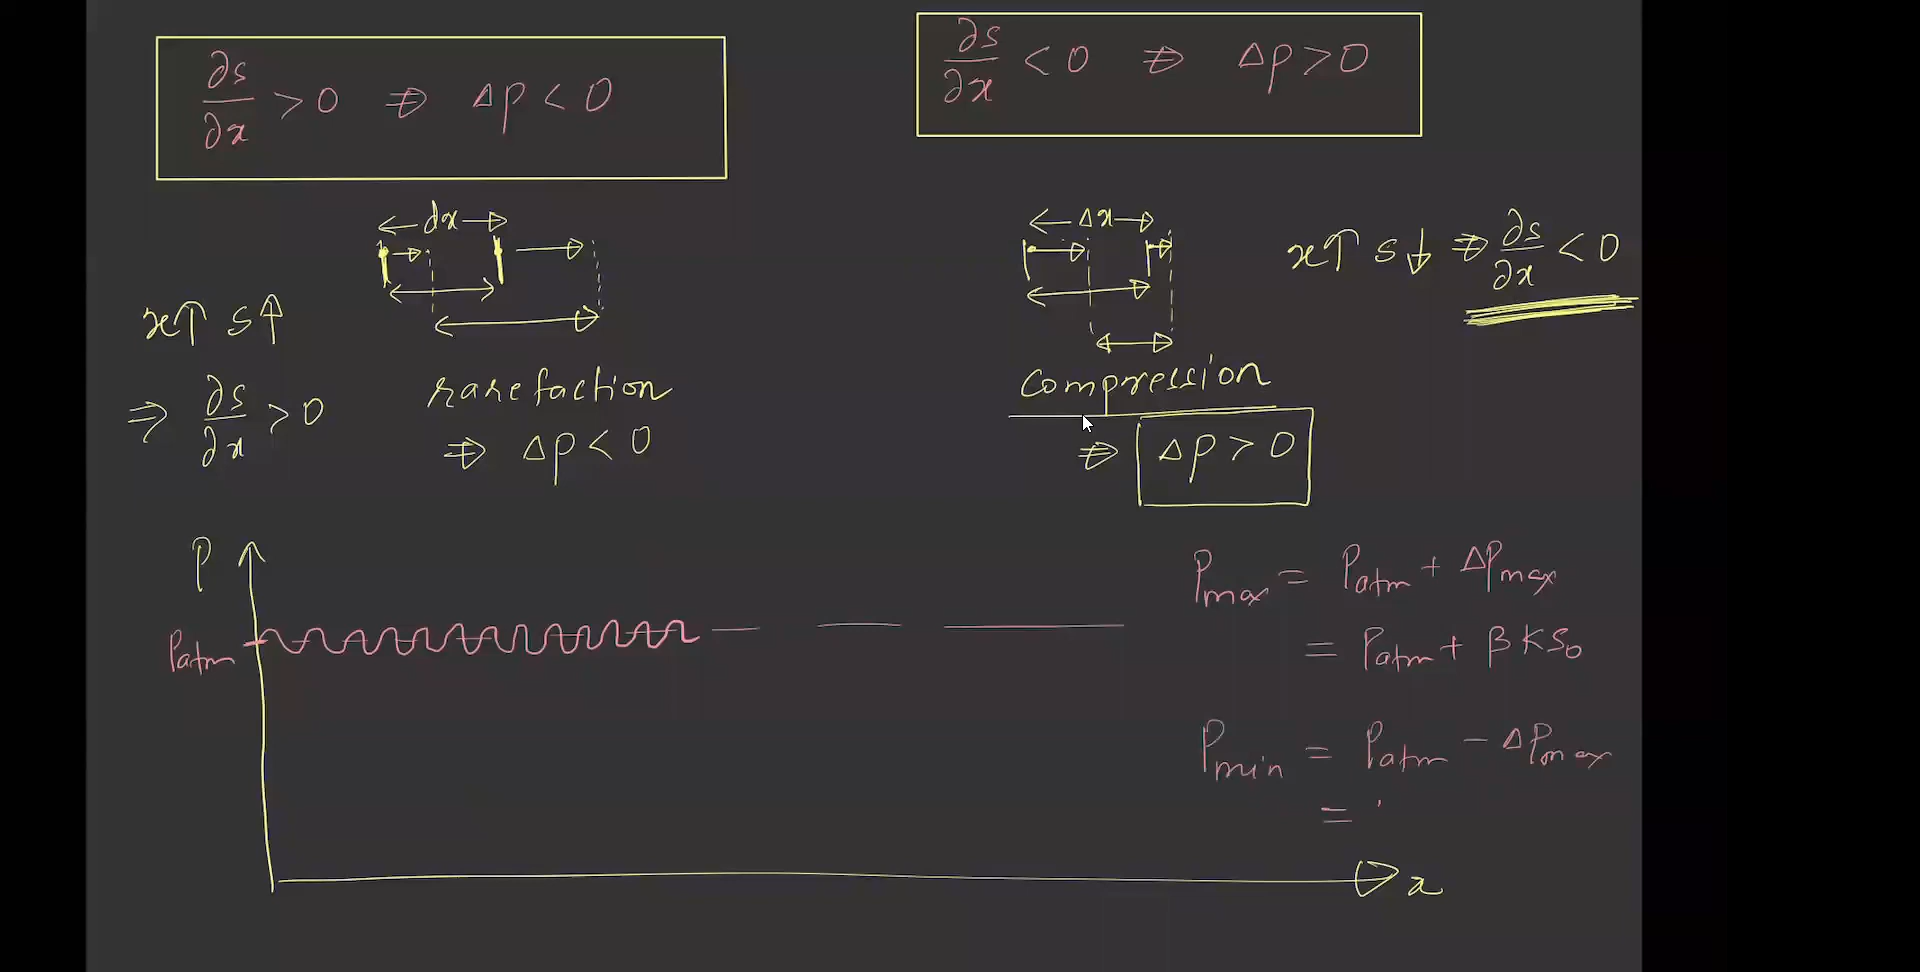 ∂s/∂x > 0 ⇒ Δp < 0
∂s/∂x < 0 ⇒ Δp > 0
dx
x↑ s↑
⇒ ∂s/∂x > 0
rarefaction
⇒ Δp < 0
Δx
x↑ s↓ ⇒ ∂s/∂x < 0
compression
⇒ Δp > 0
P
Patm
x
Pmax = Patm + ΔPmax
= Patm + βKS₀
Pmin = Patm − ΔPmax
=